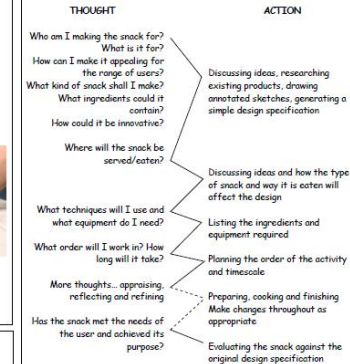 THOUGHT
ACTION
Who am I making the snack for?
What is it for?
How can I make it appealing for
the range of users?
What kind of snack shall I make?
What ingredients could it
contain?
How could it be innovative?
Where will the snack be
served/eaten?
What techniques will I use and
what equipment do I need?
What order will I work in? How
long will it take?
More thoughts... appraising,
reflecting and refining
Has the snack met the needs of
the user and achieved its
purpose?
Discussing ideas, researching
existing products, drawing
annotated sketches, generating a
simple design specification
Discussing ideas and how the type
of snack and way it is eaten will
affect the design
Listing the ingredients and
equipment required
Planning the order of the activity
and timescale
Preparing, cooking and finishing
Make changes throughout as
appropriate
Evaluating the snack against the
original design specification